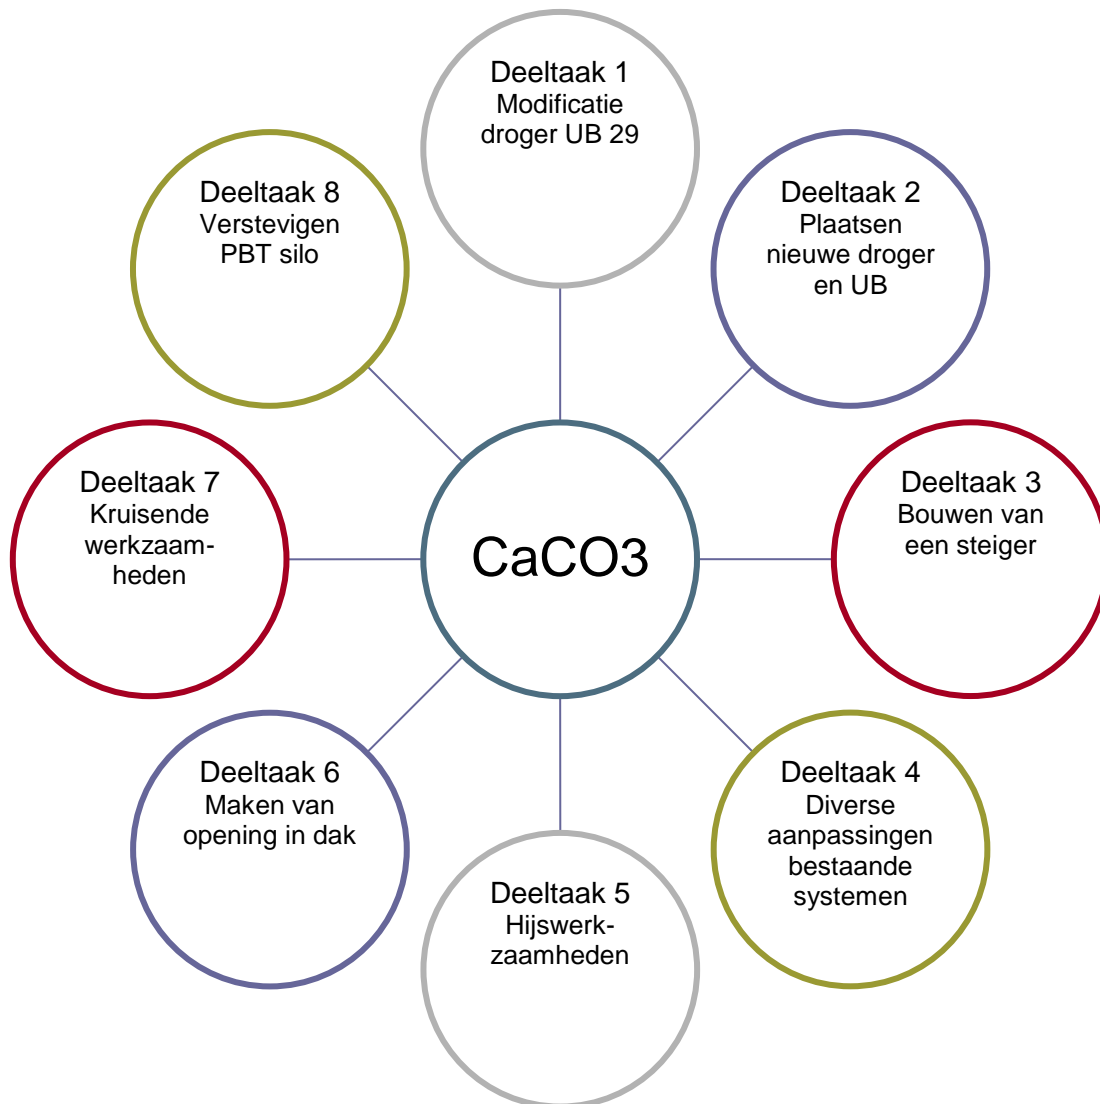 Deeltaak 1
Modificatie
droger UB 29
Deeltaak 2
Plaatsen
nieuwe droger
en UB
Deeltaak 3
Bouwen van
een steiger
Deeltaak 4
Diverse
aanpassingen
bestaande
systemen
Deeltaak 5
Hijswerk-
zaamheden
Deeltaak 6
Maken van
opening in dak
Deeltaak 7
Kruisende
werkzaam-
heden
Deeltaak 8
Verstevigen
PBT silo
CaCO3